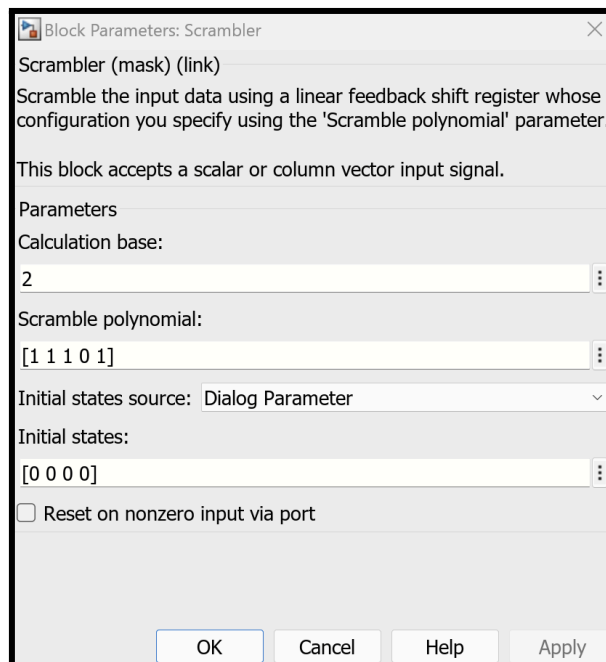 Block Parameters: Scrambler
Scrambler (mask) (link)
Scramble the input data using a linear feedback shift register whose
configuration you specify using the 'Scramble polynomial' parameter
This block accepts a scalar or column vector input signal.
Parameters
Calculation base:
2
Scramble polynomial:
[1 1 1 0 1]
Initial states source: Dialog Parameter
Initial states:
[0 0 0 0]
Reset on nonzero input via port
OK Cancel Help Apply